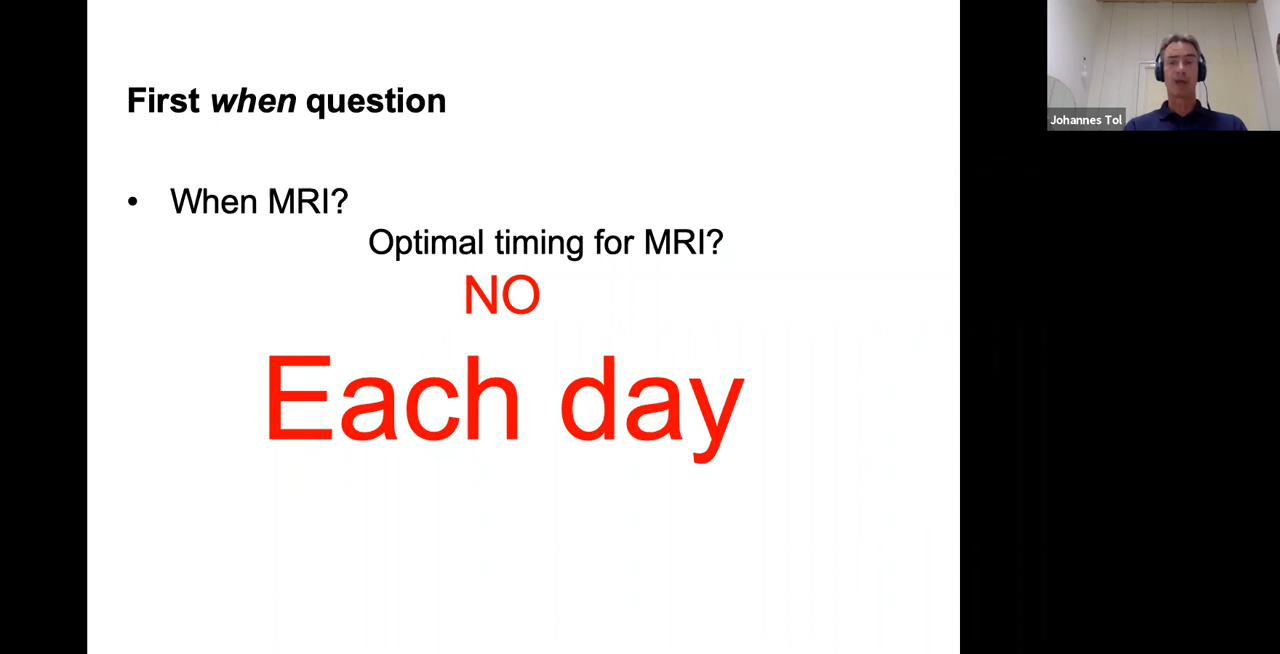 First when question
• When MRI?
Optimal timing for MRI?
NO
Each day
Johannes Tol